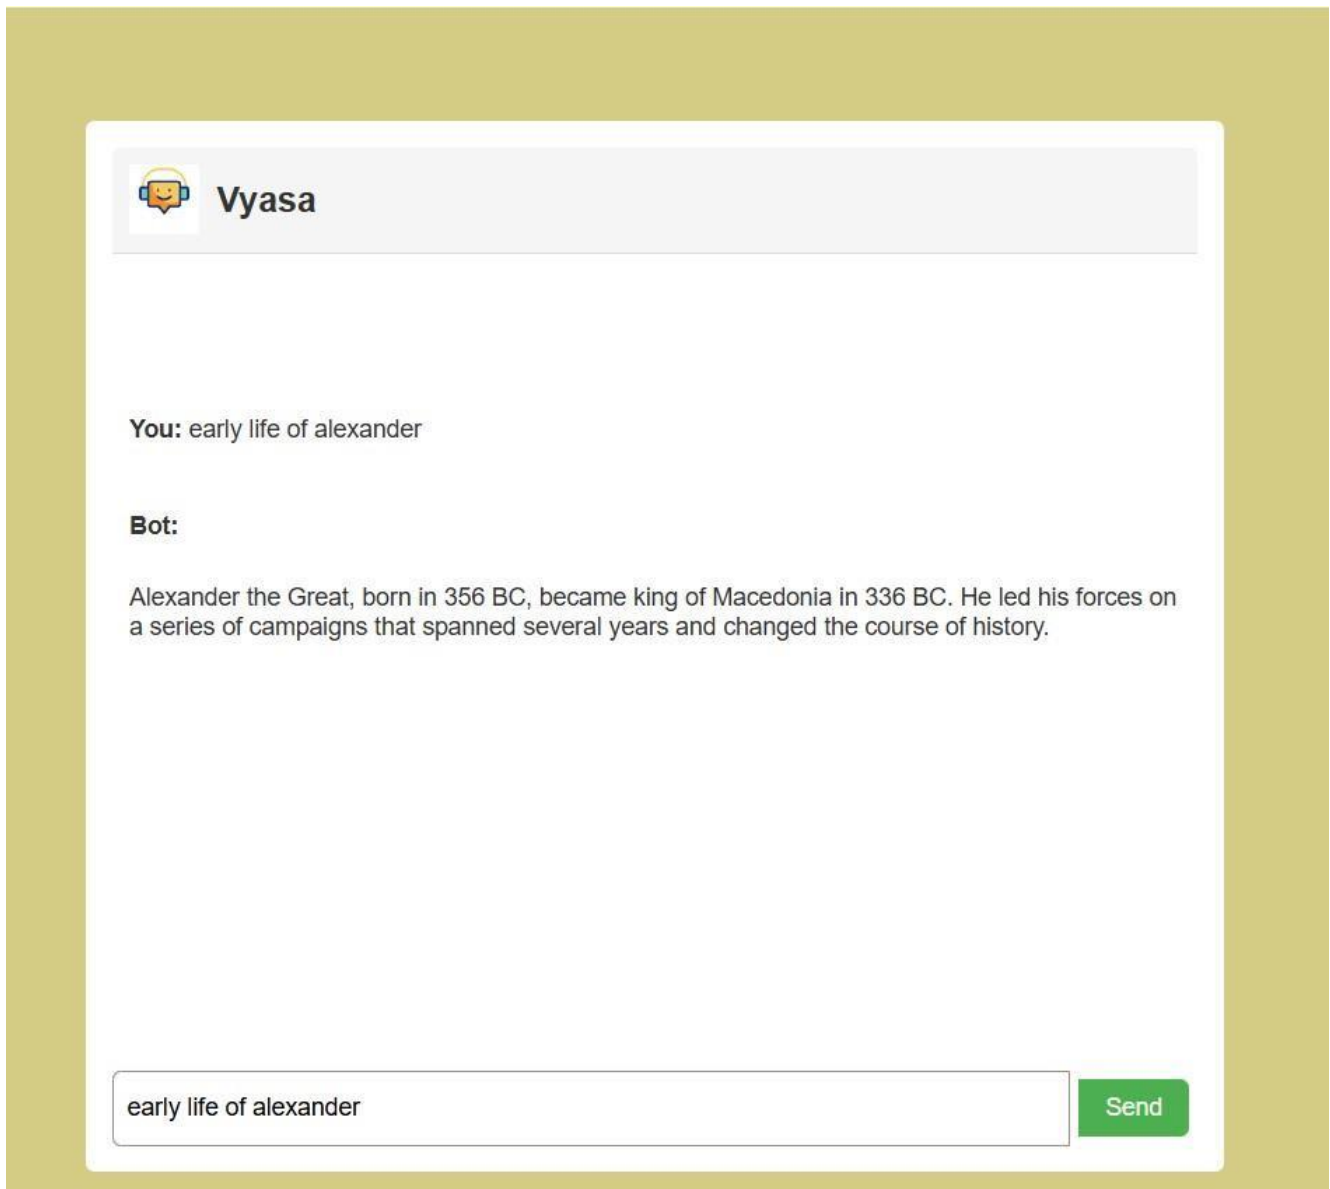 Vyasa
You: early life of alexander
Bot:
Alexander the Great, born in 356 BC, became king of Macedonia in 336 BC. He led his forces on
a series of campaigns that spanned several years and changed the course of history.
early life of alexander
Send